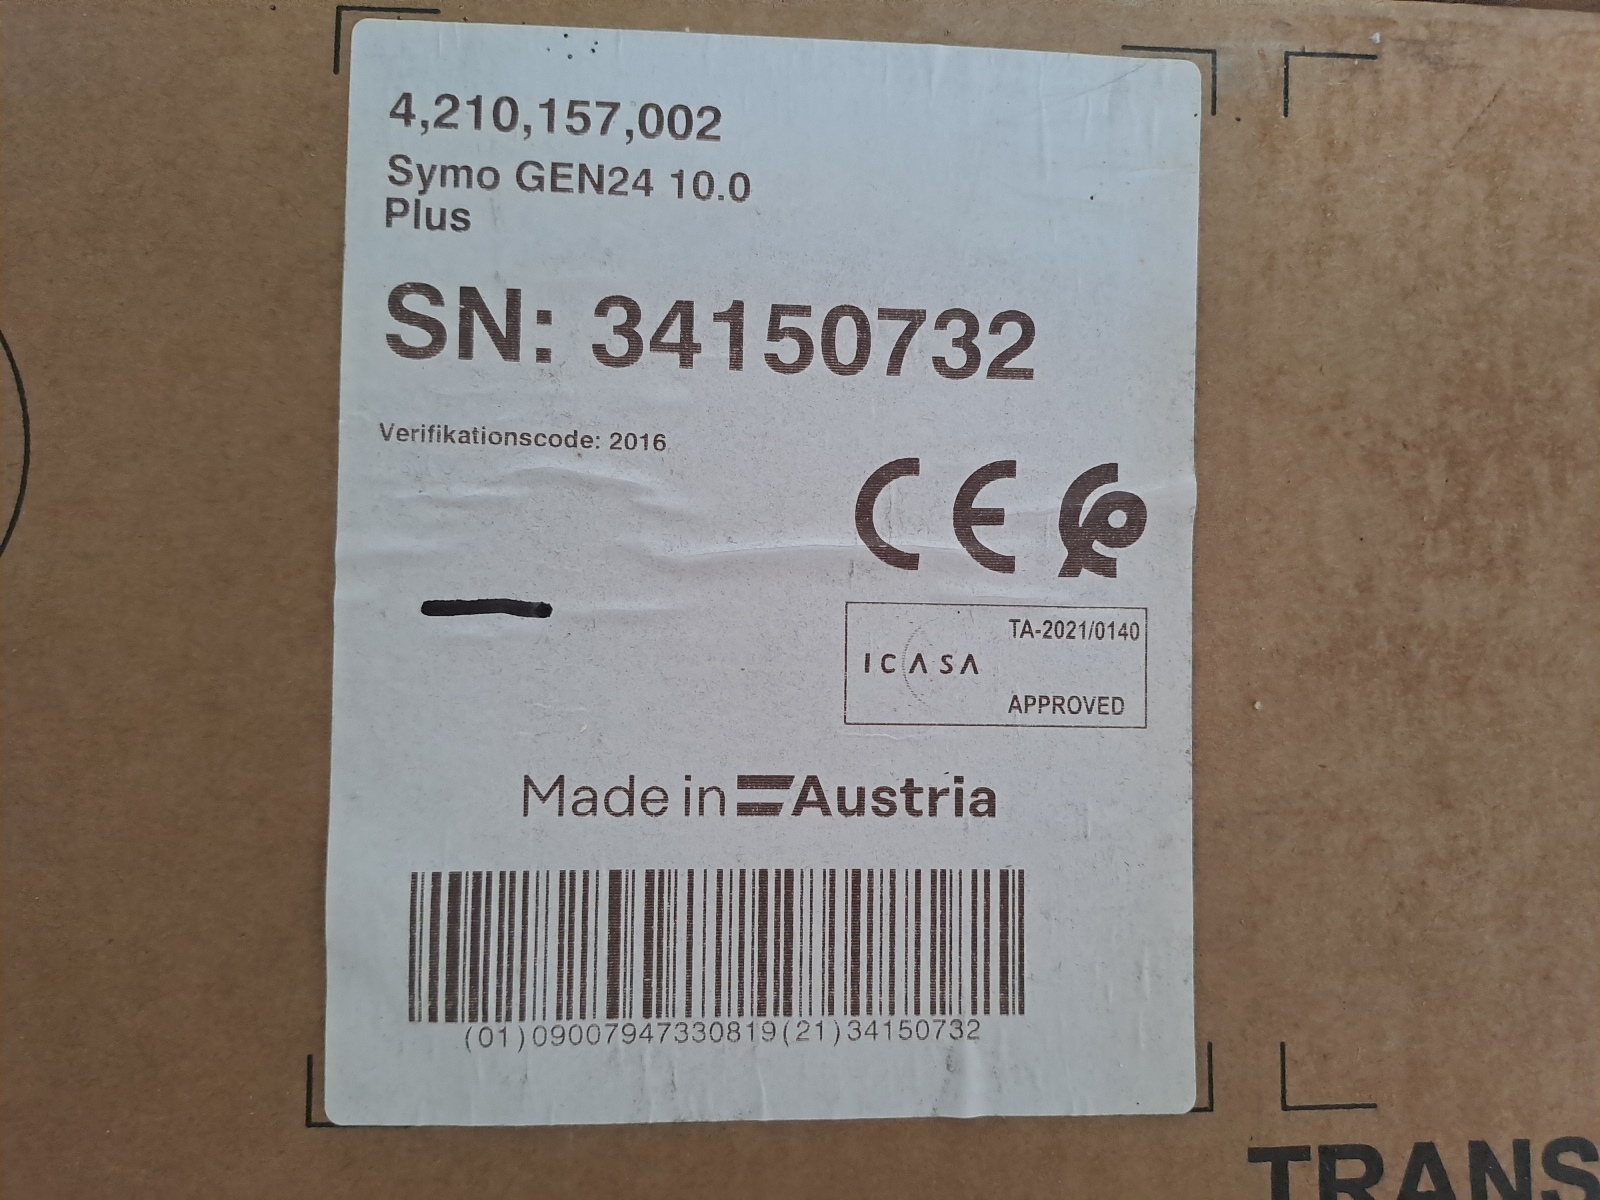 4,210,157,002
Symo GEN24 10.0
Plus
SN: 34150732
Verifikationscode: 2016
CE
ICASA
TA-2021/0140
APPROVED
Made in Austria
(01)09007947330819(21)34150732
TRANS